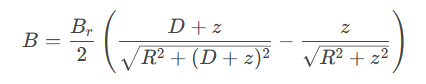 B = \frac{B_r}{2} \left( \frac{D + z}{\sqrt{R^2 + (D + z)^2}} - \frac{z}{\sqrt{R^2 + z^2}} \right)